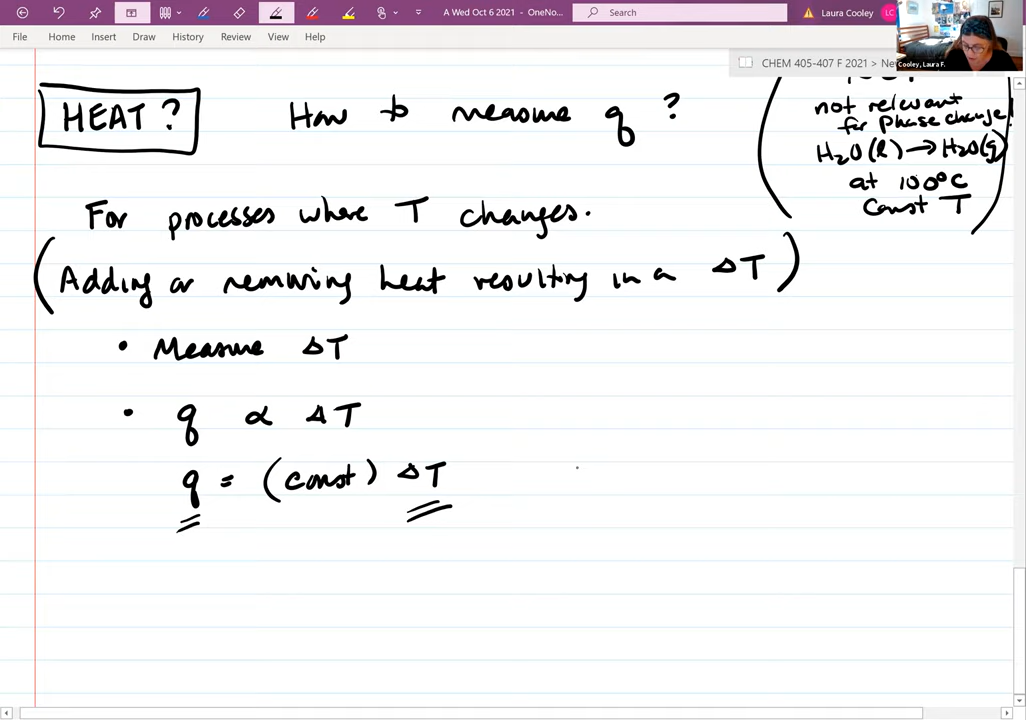 A Wed Oct 6 2021 - OneNo...
Search
Laura Cooley
LC
File Home Insert Draw History Review View Help
Cooley, Laura F.
CHEM 405-407 F 2021 >
HEAT? How to measure q?
not relevant
for phase change!
H₂O(l) → H₂O(g)
at 100°C
const T
For processes where T changes.
(Adding or removing heat resulting in a ΔT)
• Measure ΔT
• q α ΔT
q = (const) ΔT